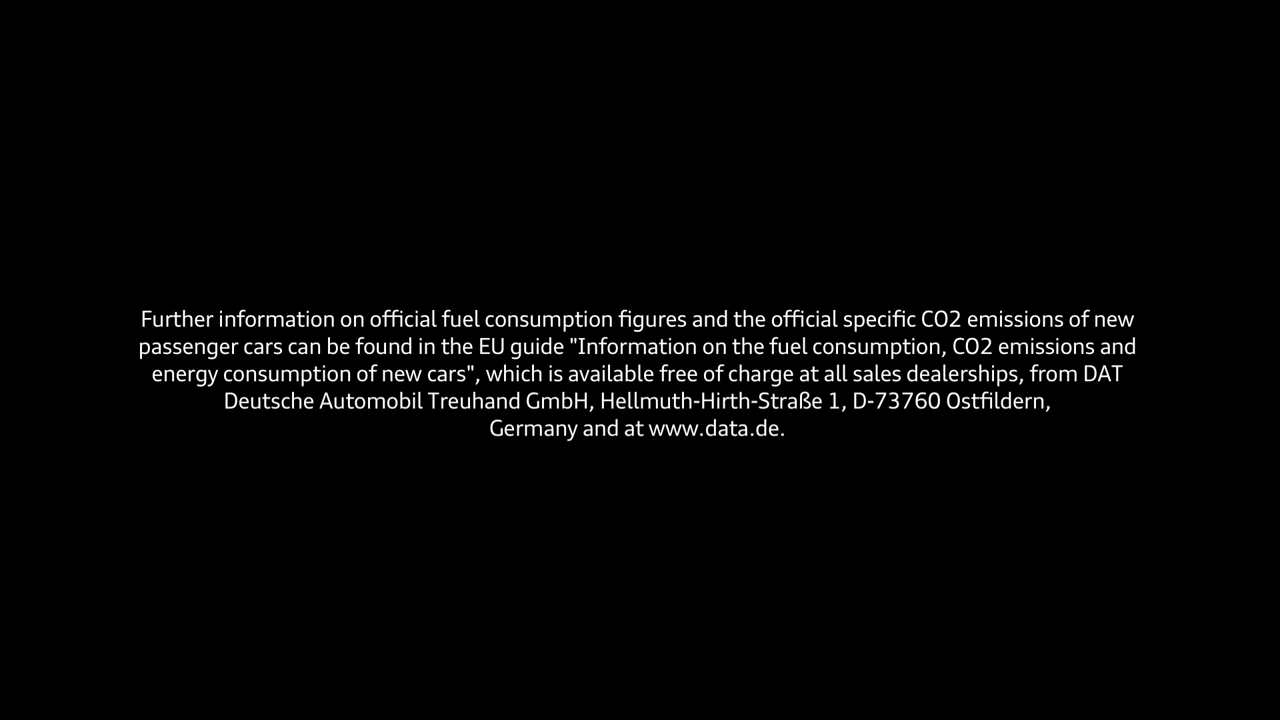 Further information on official fuel consumption figures and the official specific CO2 emissions of new
passenger cars can be found in the EU guide "Information on the fuel consumption, CO2 emissions and
energy consumption of new cars", which is available free of charge at all sales dealerships, from DAT
Deutsche Automobil Treuhand GmbH, Hellmuth-Hirth-Straße 1, D-73760 Ostfildern,
Germany and at www.data.de.